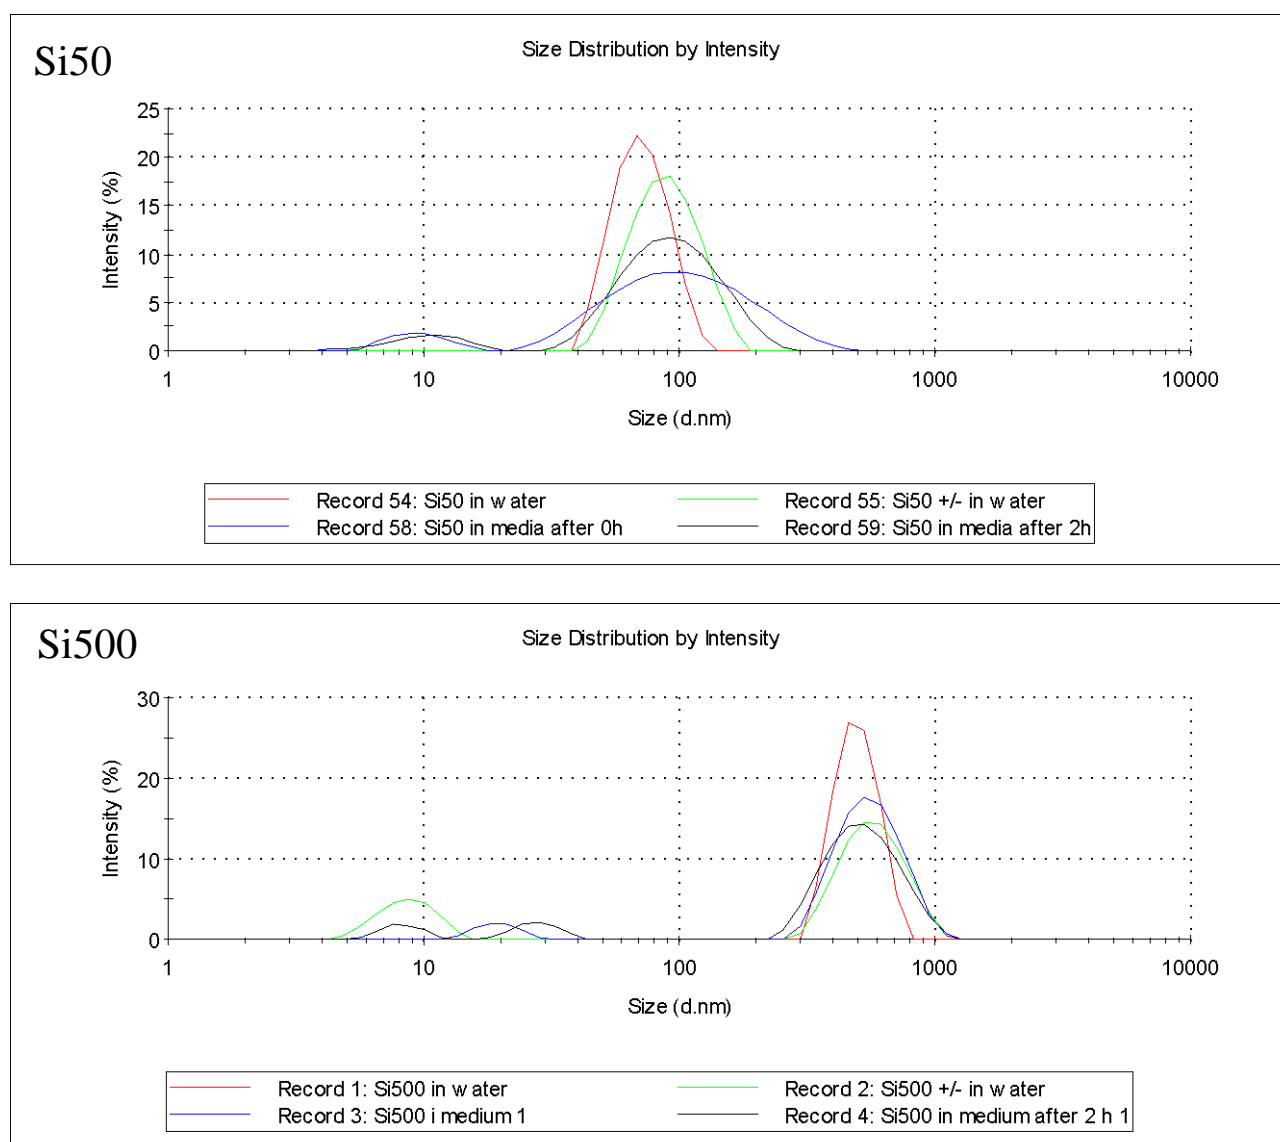 Si50
Size Distribution by Intensity
25
20
15
10
5
0
Intensity (%)
1 10 100 1000 10000
Size (d.nm)
Record 54: Si50 in water Record 55: Si50 +/- in water
Record 58: Si50 in media after 0h Record 59: Si50 in media after 2h
Si500
Size Distribution by Intensity
30
20
10
0
Intensity (%)
1 10 100 1000 10000
Size (d.nm)
Record 1: Si500 in water Record 2: Si500 +/- in water
Record 3: Si500 i medium 1 Record 4: Si500 in medium after 2 h 1